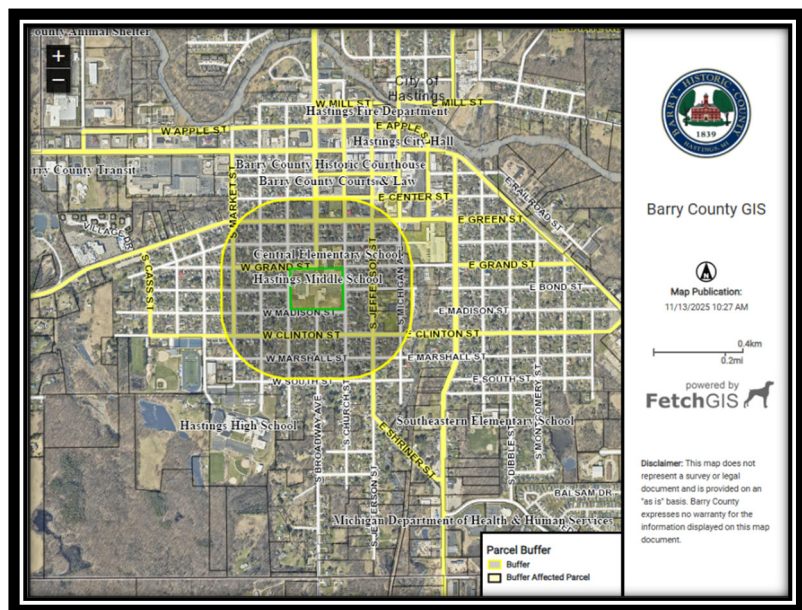 ounty Animal Shelter
+
−
City of
Hastings
W MILL ST
E MILL ST
Hastings Fire Department
W APPLE ST
E APPLE ST
Hastings City Hall
rry County Transit
Barry County Historic Courthouse
Barry County Courts & Law
S MARKET ST
E CENTER ST
E RAILROAD ST
E GREEN ST
VILLAGE DR
S CASS ST
Central Elementary School
W GRAND ST
E GRAND ST
Hastings Middle School
S JEFFERSON ST
S MICHIGAN AVE
E BOND ST
W MADISON ST
E MADISON ST
W CLINTON ST
E CLINTON ST
W MARSHALL ST
E MARSHALL ST
W SOUTH ST
E SOUTH ST
S BROADWAY AVE
S CHURCH ST
Hastings High School
Southeastern Elementary School
S DIBBLE ST
S MONTGOMERY ST
E SHRINER ST
S JEFFERSON ST
BALSAM DR
Michigan Department of Health & Human Services
Parcel Buffer
Buffer
Buffer Affected Parcel
BARRY · HISTORIC · COUNTY
1839
HASTINGS, MI
Barry County GIS
Map Publication:
11/13/2025 10:27 AM
0.4km
0.2mi
powered by
FetchGIS
Disclaimer: This map does not
represent a survey or legal
document and is provided on an
"as is" basis. Barry County
expresses no warranty for the
information displayed on this map
document.